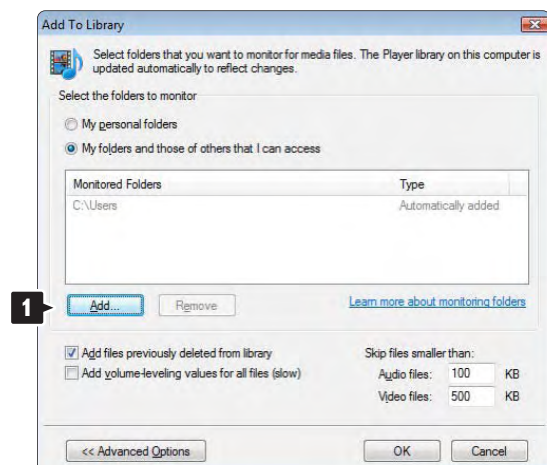 Add To Library
Select folders that you want to monitor for media files. The Player library on this computer is
updated automatically to reflect changes.
Select the folders to monitor
My personal folders
My folders and those of others that I can access
Monitored Folders Type
C:\Users Automatically added
1 Add... Remove Learn more about monitoring folders
Add files previously deleted from library Skip files smaller than:
Add volume-leveling values for all files (slow) Audio files: 100 KB
Video files: 500 KB
<< Advanced Options OK Cancel